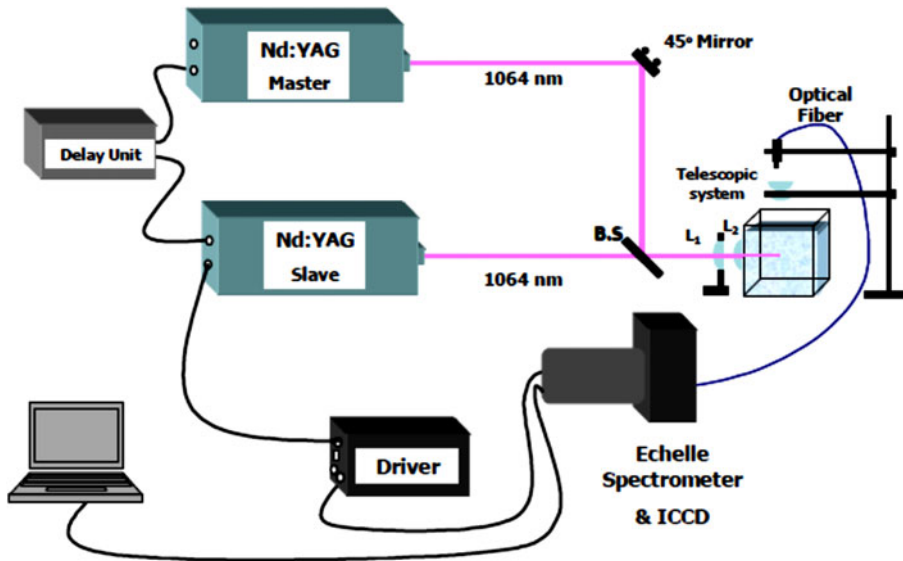 Nd:YAG
Master
1064 nm
45º Mirror
Optical
Fiber
Delay Unit
Telescopic
system
Nd:YAG
Slave
1064 nm
B.S
L₁
L₂
Driver
Echelle
Spectrometer
& ICCD